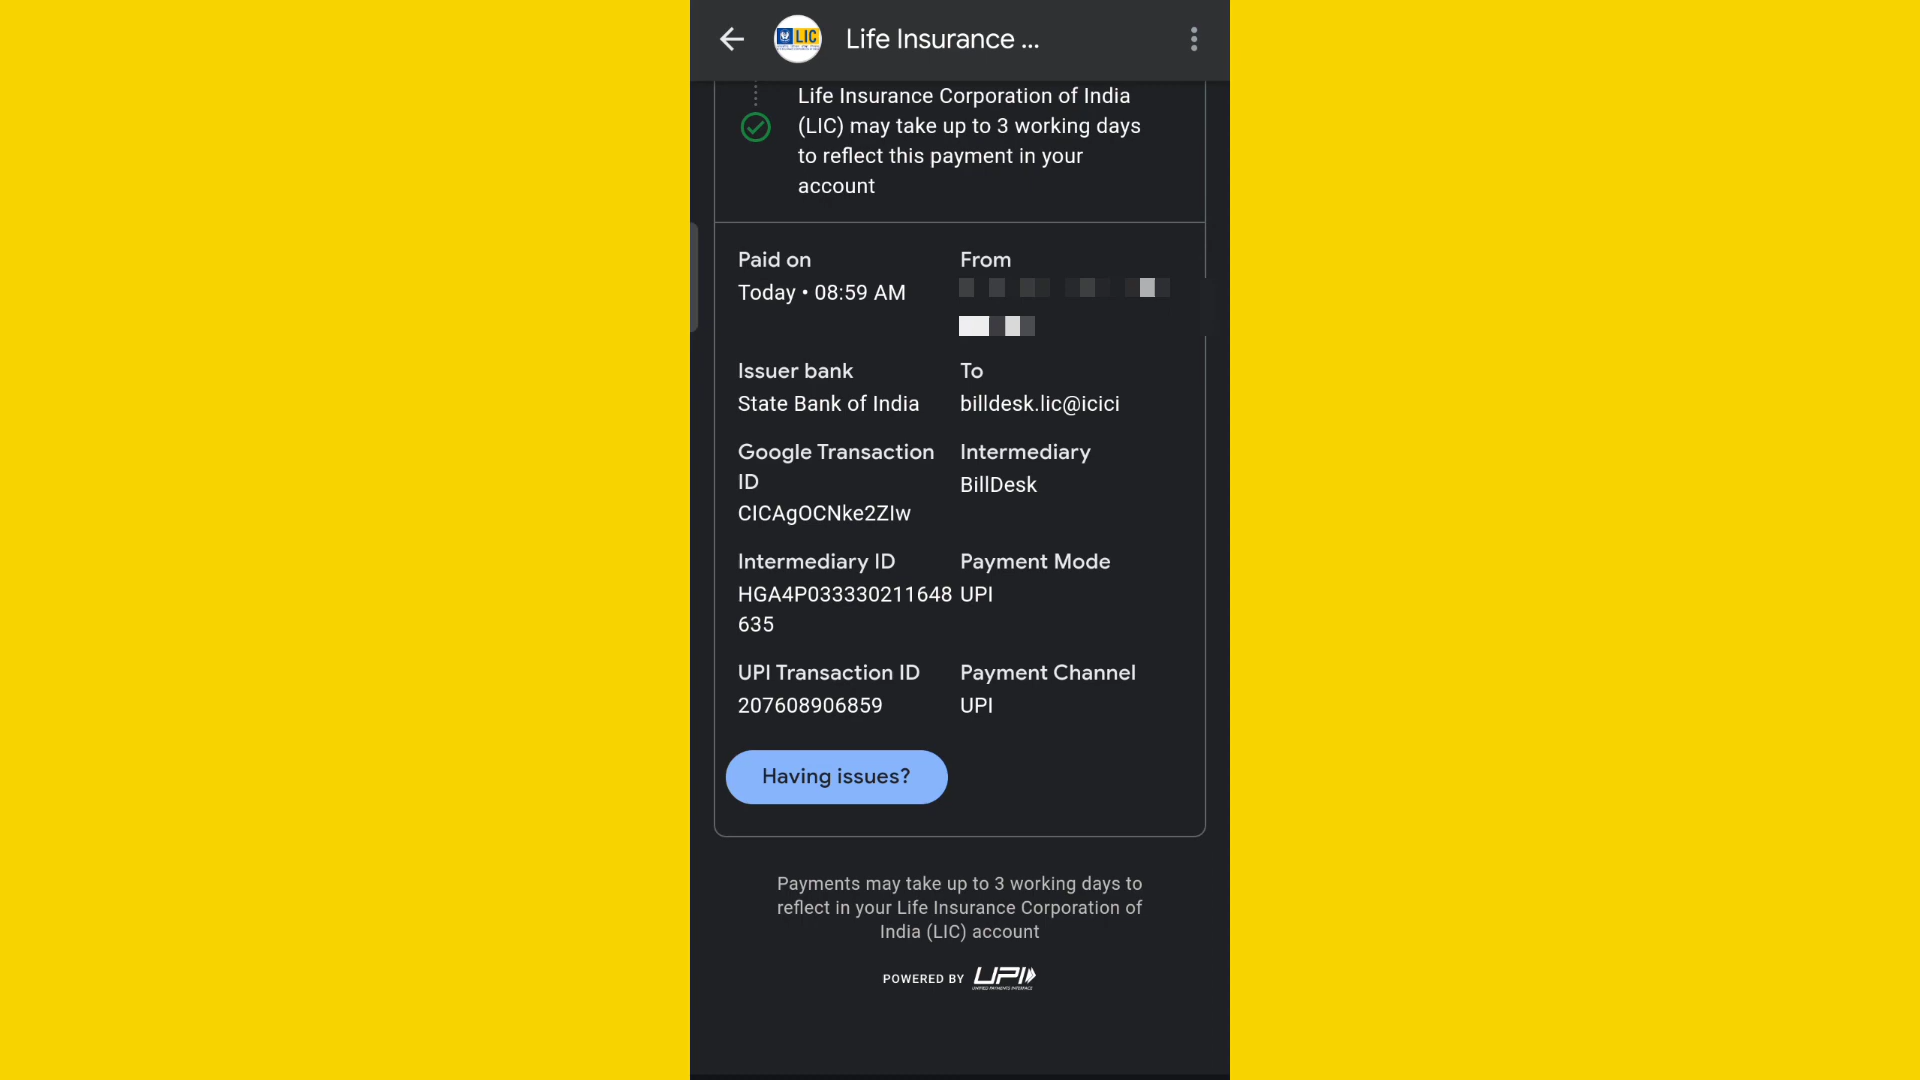 LIC
Life Insurance ...
Life Insurance Corporation of India
(LIC) may take up to 3 working days
to reflect this payment in your
account
Paid on
Today • 08:59 AM
From
Issuer bank
State Bank of India
To
billdesk.lic@icici
Google Transaction
ID
CICAgOCNke2ZIw
Intermediary
BillDesk
Intermediary ID
HGA4P033330211648
635
Payment Mode
UPI
UPI Transaction ID
207608906859
Payment Channel
UPI
Having issues?
Payments may take up to 3 working days to
reflect in your Life Insurance Corporation of
India (LIC) account
POWERED BY UPI
UNIFIED PAYMENTS INTERFACE